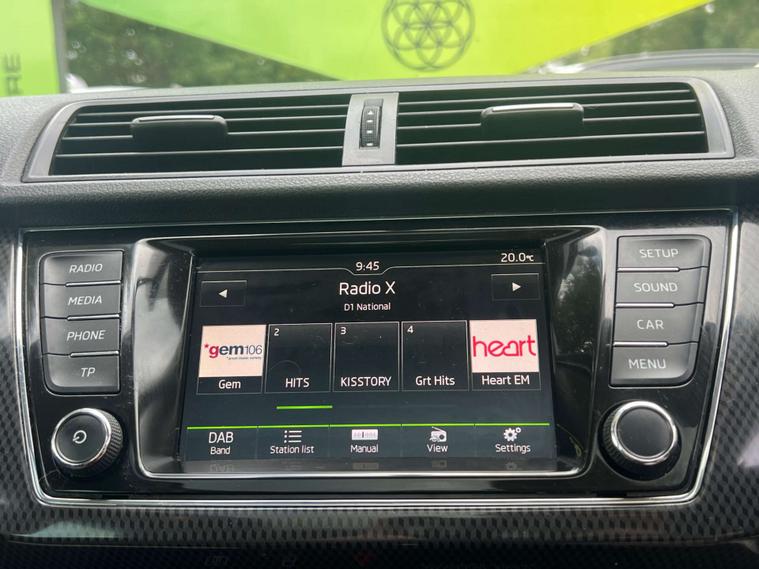 RE
9:45
20.0℃
Radio X
D1 National
gem106
Gem
2
HITS
3
KISSTORY
4
Grt Hits
heart
Heart EM
DAB
Band
Station list
Manual
View
Settings
RADIO
MEDIA
PHONE
TP
SETUP
SOUND
CAR
MENU